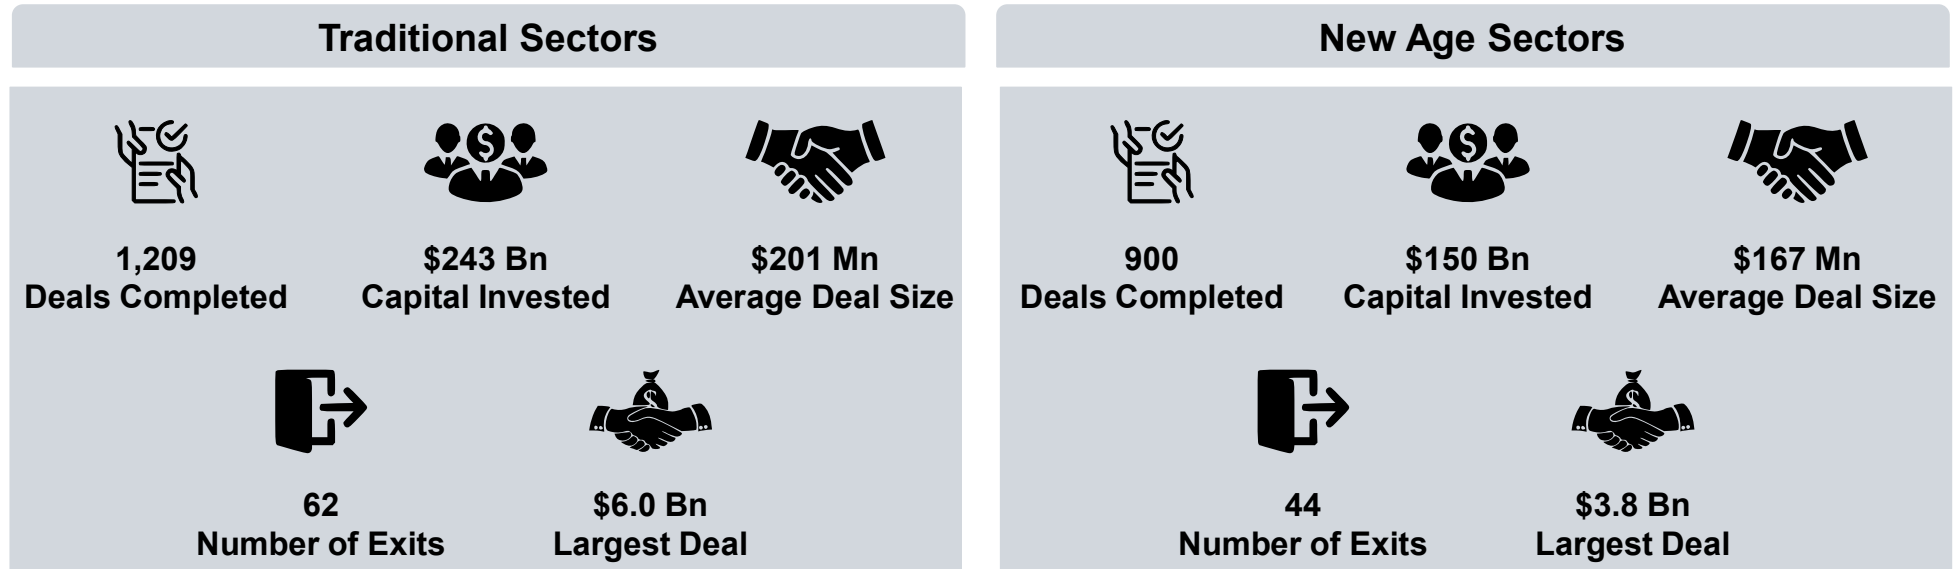 Traditional Sectors
1,209
Deals Completed
$243 Bn
Capital Invested
$201 Mn
Average Deal Size
62
Number of Exits
$6.0 Bn
Largest Deal
New Age Sectors
900
Deals Completed
$150 Bn
Capital Invested
$167 Mn
Average Deal Size
44
Number of Exits
$3.8 Bn
Largest Deal